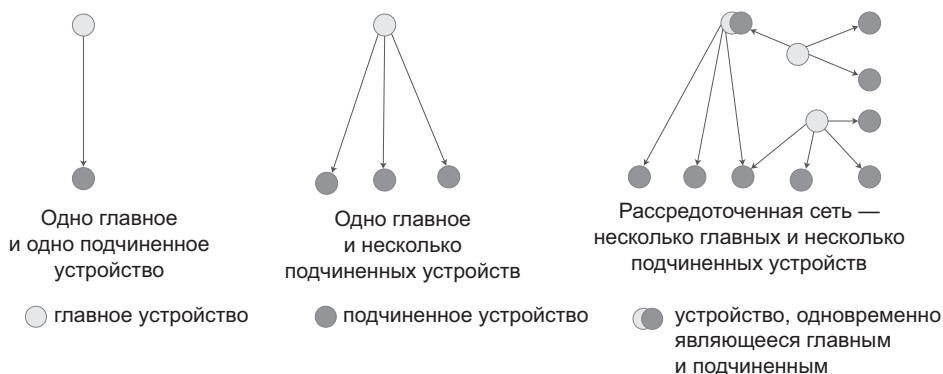 Одно главное
и одно подчиненное
устройство
Одно главное
и несколько
подчиненных устройств
Рассредоточенная сеть —
несколько главных и несколько
подчиненных устройств
главное устройство
подчиненное устройство
устройство, одновременно
являющееся главным
и подчиненным